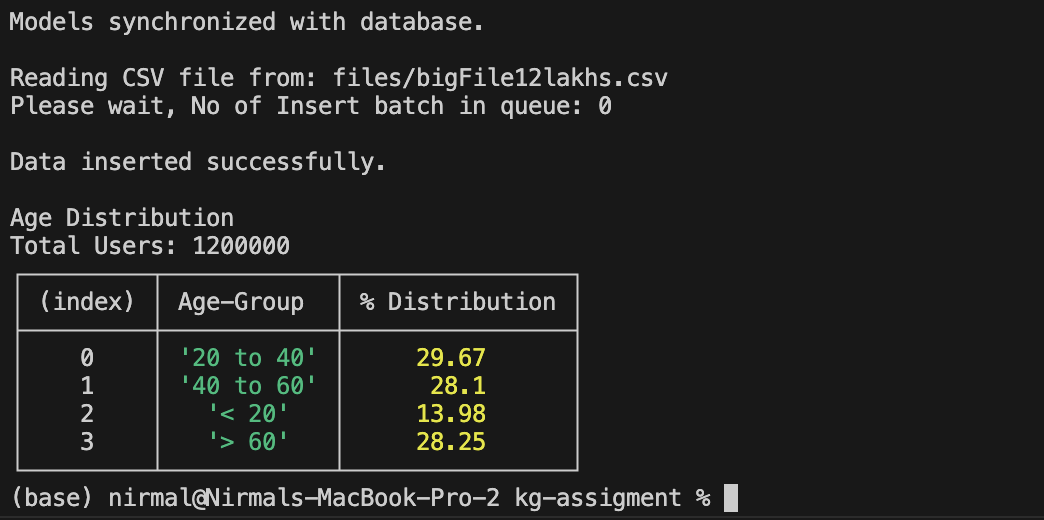 Models synchronized with database.
Reading CSV file from: files/bigFile12lakhs.csv
Please wait, No of Insert batch in queue: 0
Data inserted successfully.
Age Distribution
Total Users: 1200000
(index) Age-Group % Distribution
0 '20 to 40' 29.67
1 '40 to 60' 28.1
2 '< 20' 13.98
3 '> 60' 28.25
(base) nirmal@Nirmals-MacBook-Pro-2 kg-assigment %